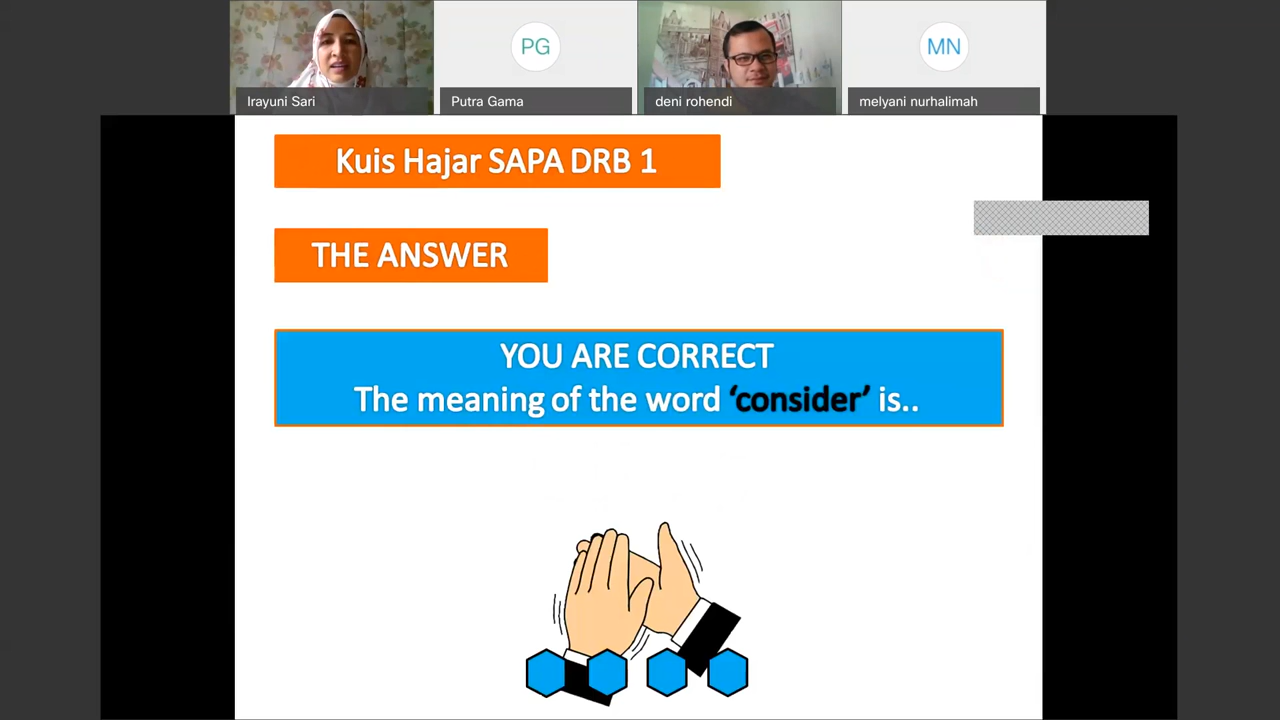 PG
MN
Irayuni Sari
Putra Gama
deni rohendi
melyani nurhalimah
Kuis Hajar SAPA DRB 1
THE ANSWER
YOU ARE CORRECT
The meaning of the word ‘consider’ is..